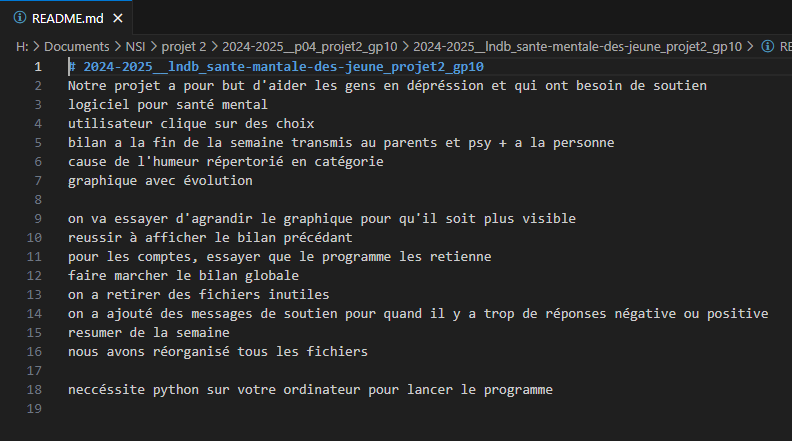 README.md
H: > Documents > NSI > projet 2 > 2024-2025__p04_projet2_gp10 > 2024-2025__lndb_sante-mentale-des-jeune_projet2_gp10 > RE
1 # 2024-2025__lndb_sante-mantale-des-jeune_projet2_gp10
2 Notre projet a pour but d'aider les gens en dépréssion et qui ont besoin de soutien
3 logiciel pour santé mental
4 utilisateur clique sur des choix
5 bilan a la fin de la semaine transmis au parents et psy + a la personne
6 cause de l'humeur répertorié en catégorie
7 graphique avec évolution
8
9 on va essayer d'agrandir le graphique pour qu'il soit plus visible
10 reussir à afficher le bilan précédant
11 pour les comptes, essayer que le programme les retienne
12 faire marcher le bilan globale
13 on a retirer des fichiers inutiles
14 on a ajouté des messages de soutien pour quand il y a trop de réponses négative ou positive
15 resumer de la semaine
16 nous avons réorganisé tous les fichiers
17
18 neccéssite python sur votre ordinateur pour lancer le programme
19